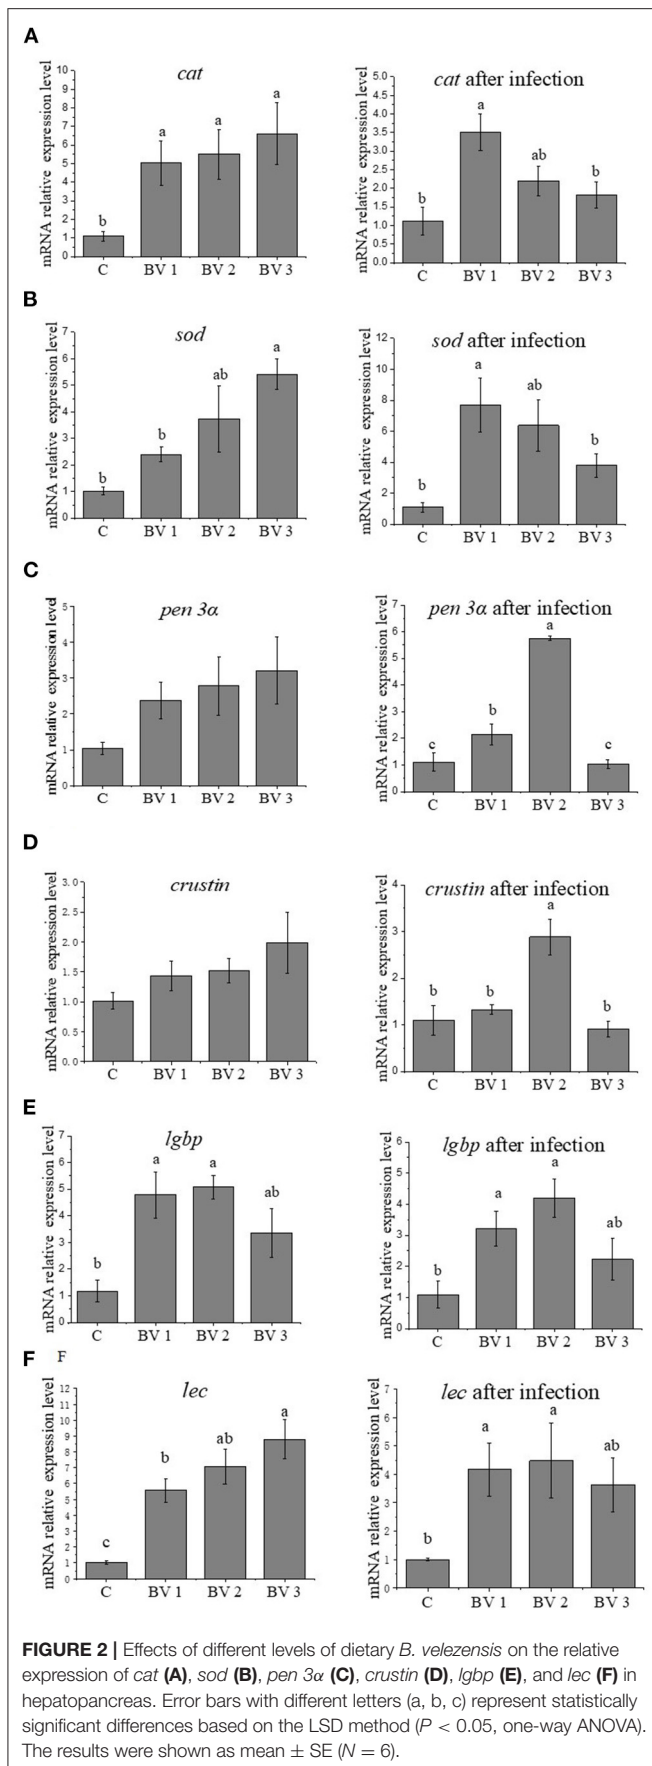 A
cat
mRNA relative expression level
10
9
8
7
6
5
4
3
2
1
0
b
a
a
a
C BV 1 BV 2 BV 3
cat after infection
mRNA relative expression level
5.0
4.5
4.0
3.5
3.0
2.5
2.0
1.5
1.0
0.5
0.0
b
a
ab
b
C BV 1 BV 2 BV 3
B
sod
mRNA relative expression level
7
6
5
4
3
2
1
0
b
b
ab
a
C BV 1 BV 2 BV 3
sod after infection
mRNA relative expression level
12
10
8
6
4
2
0
b
a
ab
b
C BV 1 BV 2 BV 3
C
pen 3α
mRNA relative expression level
5
4
3
2
1
0
C BV 1 BV 2 BV 3
pen 3α after infection
mRNA relative expression level
7
6
5
4
3
2
1
0
c
b
a
c
C BV 1 BV 2 BV 3
D
crustin
mRNA relative expression level
3.0
2.5
2.0
1.5
1.0
0.5
0.0
C BV 1 BV 2 BV 3
crustin after infection
mRNA relative expression level
4
3
2
1
0
b
b
a
b
C BV 1 BV 2 BV 3
E
lgbp
mRNA relative expression level
7
6
5
4
3
2
1
0
b
a
a
ab
C BV 1 BV 2 BV 3
lgbp after infection
mRNA relative expression level
6
5
4
3
2
1
0
b
a
a
ab
C BV 1 BV 2 BV 3
F F
lec
mRNA relative expression level
12
11
10
9
8
7
6
5
4
3
2
1
0
c
b
ab
a
C BV 1 BV 2 BV 3
lec after infection
mRNA relative expression level
7
6
5
4
3
2
1
0
b
a
a
ab
C BV 1 BV 2 BV 3
FIGURE 2 | Effects of different levels of dietary B. velezensis on the relative
expression of cat (A), sod (B), pen 3α (C), crustin (D), lgbp (E), and lec (F) in
hepatopancreas. Error bars with different letters (a, b, c) represent statistically
significant differences based on the LSD method (P < 0.05, one-way ANOVA).
The results were shown as mean ± SE (N = 6).